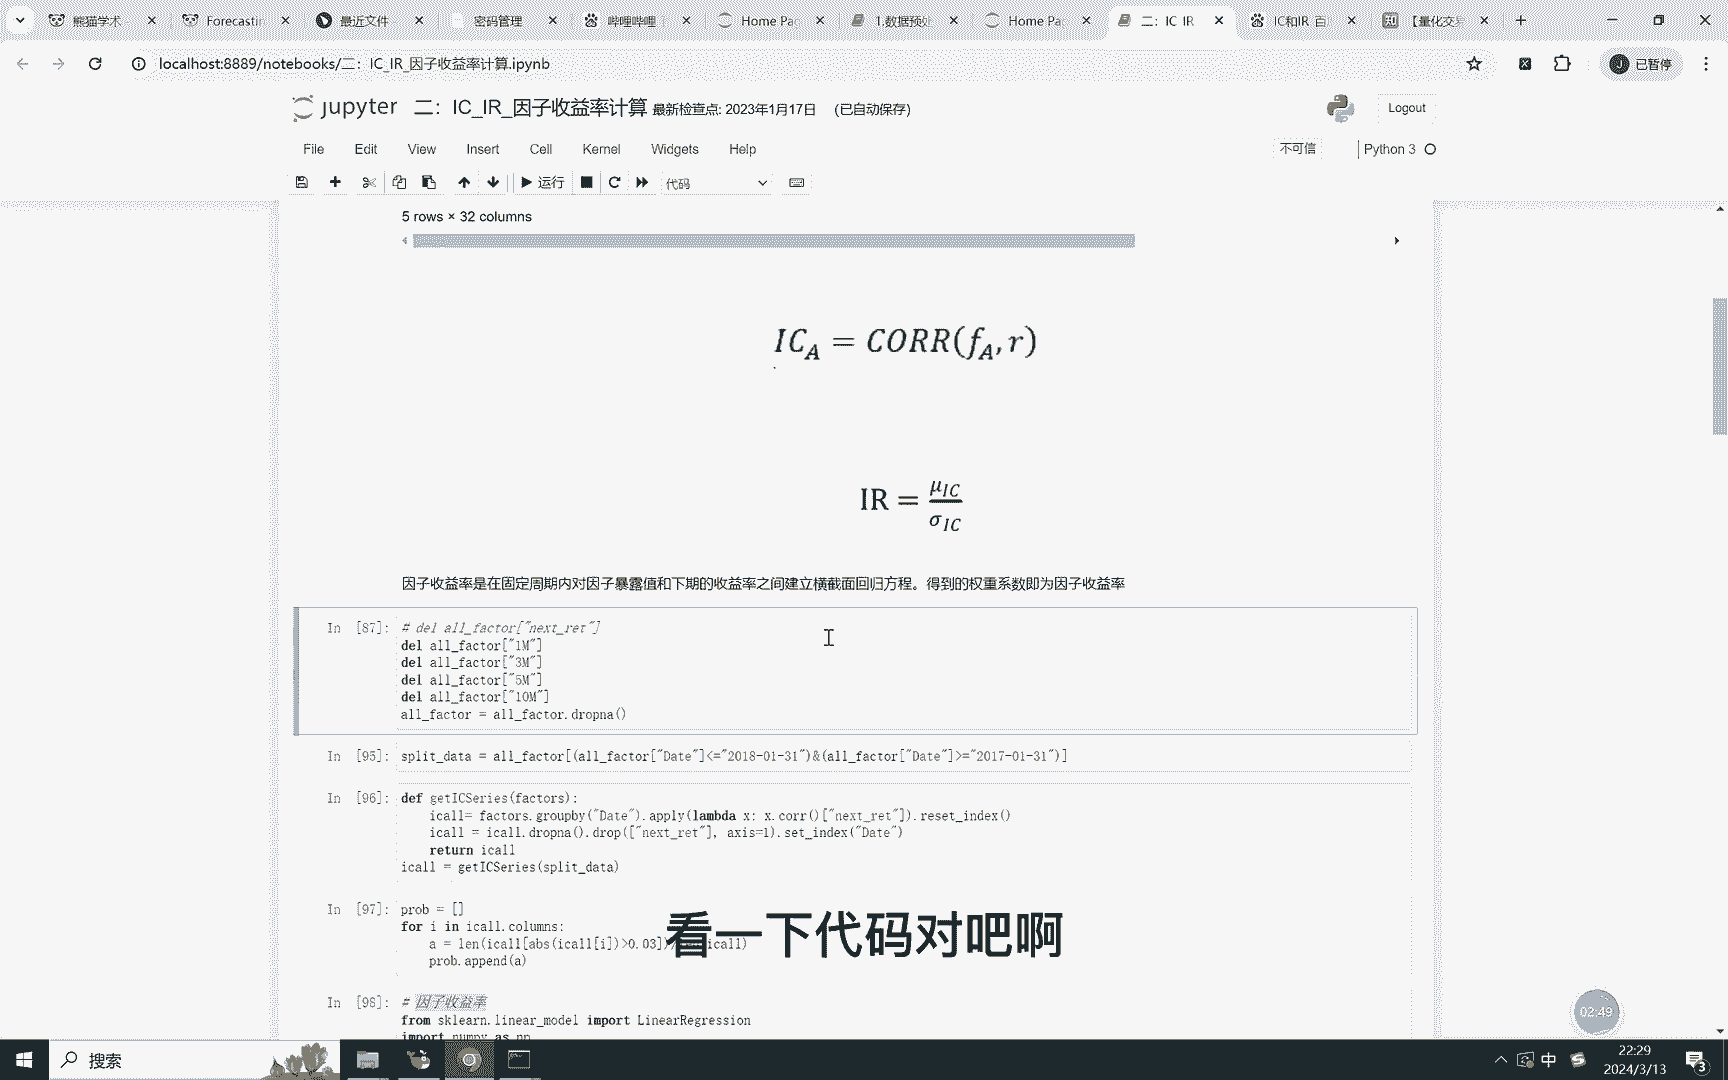 熊猫学术
Forecastin
最近文件
密码管理
哔哩哔哩
Home Pag
1.数据预处
Home Pag
二：IC IR
IC和IR 百
【量化交易
localhost:8889/notebooks/二：IC_IR_因子收益率计算.ipynb
已暂停
jupyter 二：IC_IR_因子收益率计算 最新检查点: 2023年1月17日 (已自动保存)
Logout
File Edit View Insert Cell Kernel Widgets Help
不可信
Python 3
运行
代码
5 rows × 32 columns
IC_A = CORR(f_A, r)
IR = μ_IC / σ_IC
因子收益率是在固定周期内对因子暴露值和下期的收益率之间建立横截面回归方程。得到的权重系数即为因子收益率
In [87]: # del all_factor["next_ret"]
del all_factor["1M"]
del all_factor["3M"]
del all_factor["5M"]
del all_factor["10M"]
all_factor = all_factor.dropna()
In [95]: split_data = all_factor[(all_factor["Date"]<="2018-01-31")&(all_factor["Date"]>="2017-01-31")]
In [96]: def getICSeries(factors):
icall= factors.groupby("Date").apply(lambda x: x.corr()["next_ret"]).reset_index()
icall = icall.dropna().drop(["next_ret"], axis=1).set_index("Date")
return icall
icall = getICSeries(split_data)
In [97]: prob = []
for i in icall.columns:
a = len(icall[abs(icall[i])>0.03]) icall)
prob.append(a)
看一下代码对吧啊
In [98]: # 因子收益率
from sklearn.linear_model import LinearRegression
import numpy as np
02:49
搜索
中
22:29
2024/3/13
3